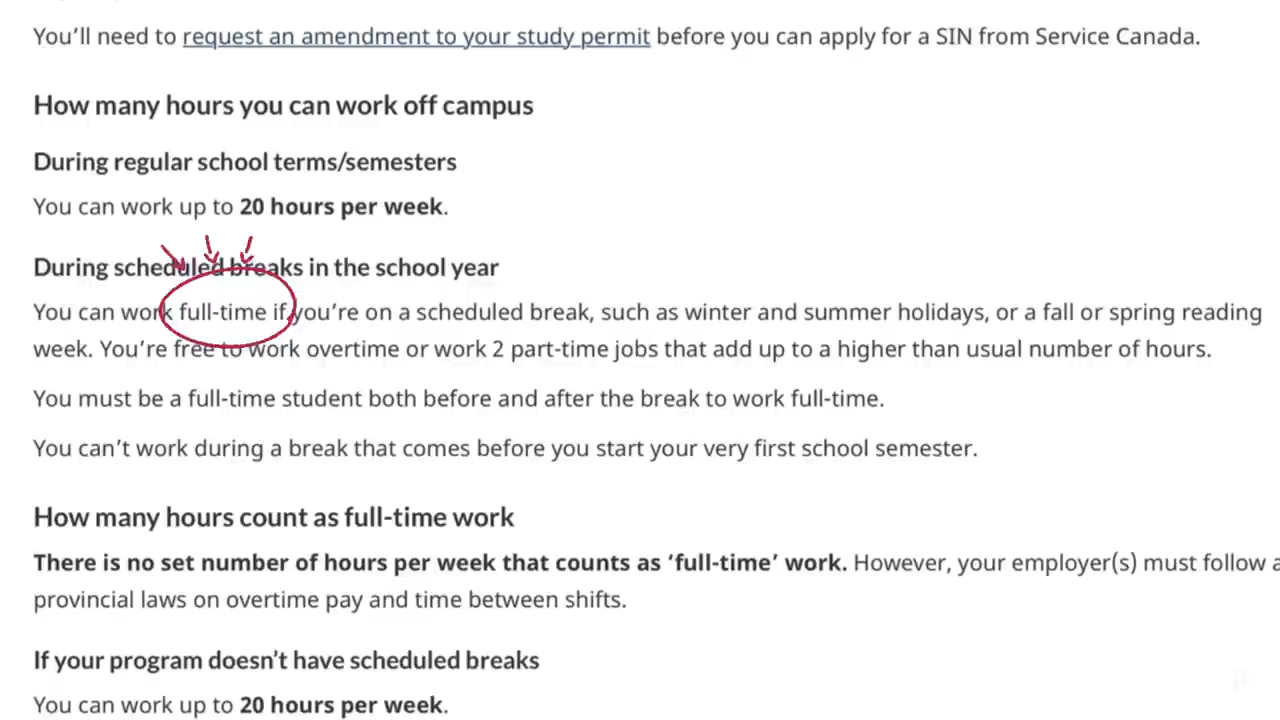 You’ll need to request an amendment to your study permit before you can apply for a SIN from Service Canada.
How many hours you can work off campus
During regular school terms/semesters
You can work up to 20 hours per week.
During scheduled breaks in the school year
You can work full-time if you’re on a scheduled break, such as winter and summer holidays, or a fall or spring reading
week. You’re free to work overtime or work 2 part-time jobs that add up to a higher than usual number of hours.
You must be a full-time student both before and after the break to work full-time.
You can’t work during a break that comes before you start your very first school semester.
How many hours count as full-time work
There is no set number of hours per week that counts as ‘full-time’ work. However, your employer(s) must follow
provincial laws on overtime pay and time between shifts.
If your program doesn’t have scheduled breaks
You can work up to 20 hours per week.